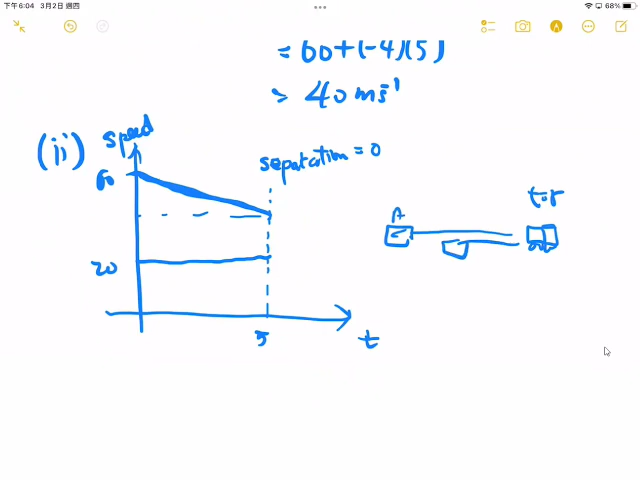 下午6:04 3月2日 週四
68%
= 60+(-4)(5)
= 40 ms⁻¹
(ii) speed
separation = 0
60
A
20
5
t